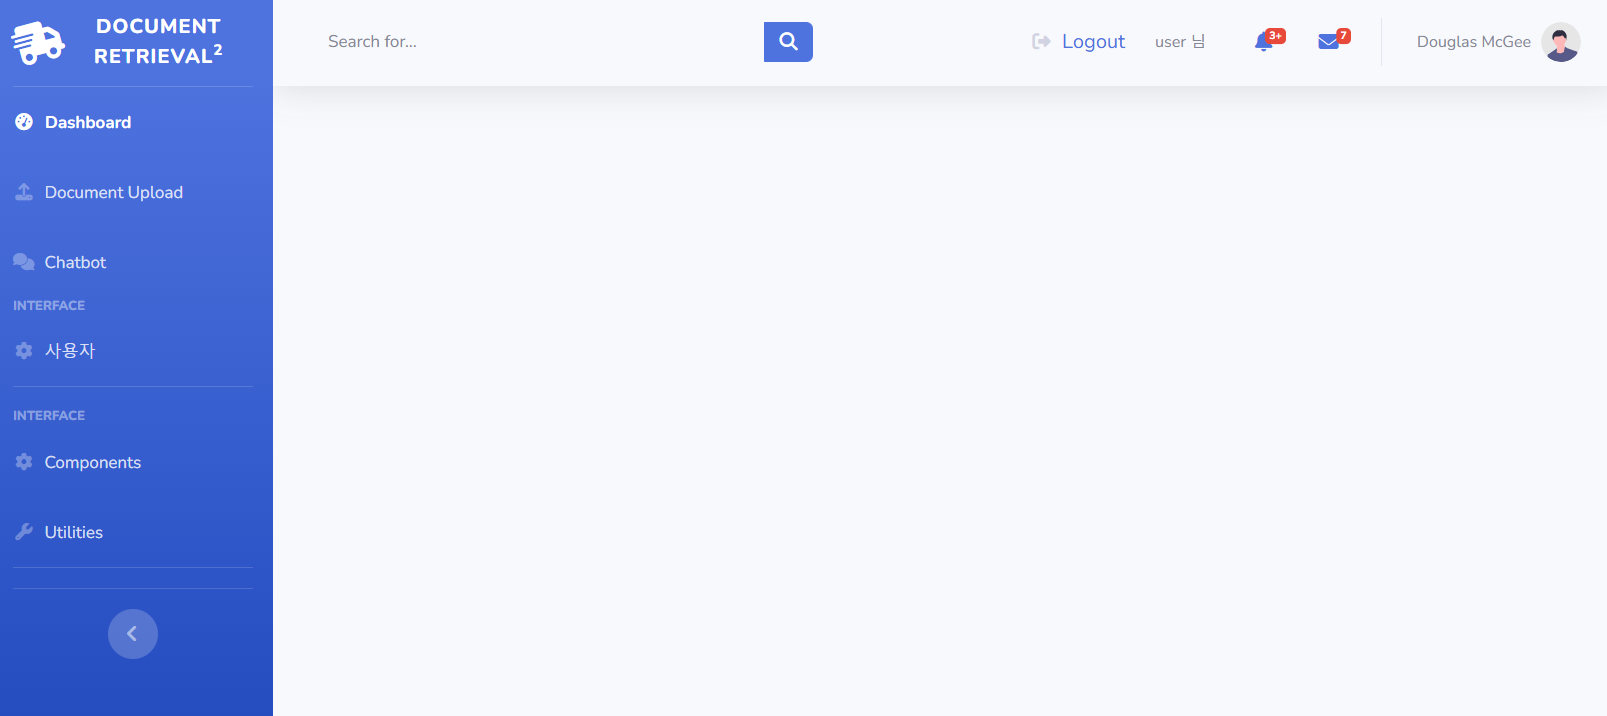 DOCUMENT
RETRIEVAL2
Dashboard
Document Upload
Chatbot
INTERFACE
사용자
INTERFACE
Components
Utilities
Search for...
Logout
user 님
3+
7
Douglas McGee